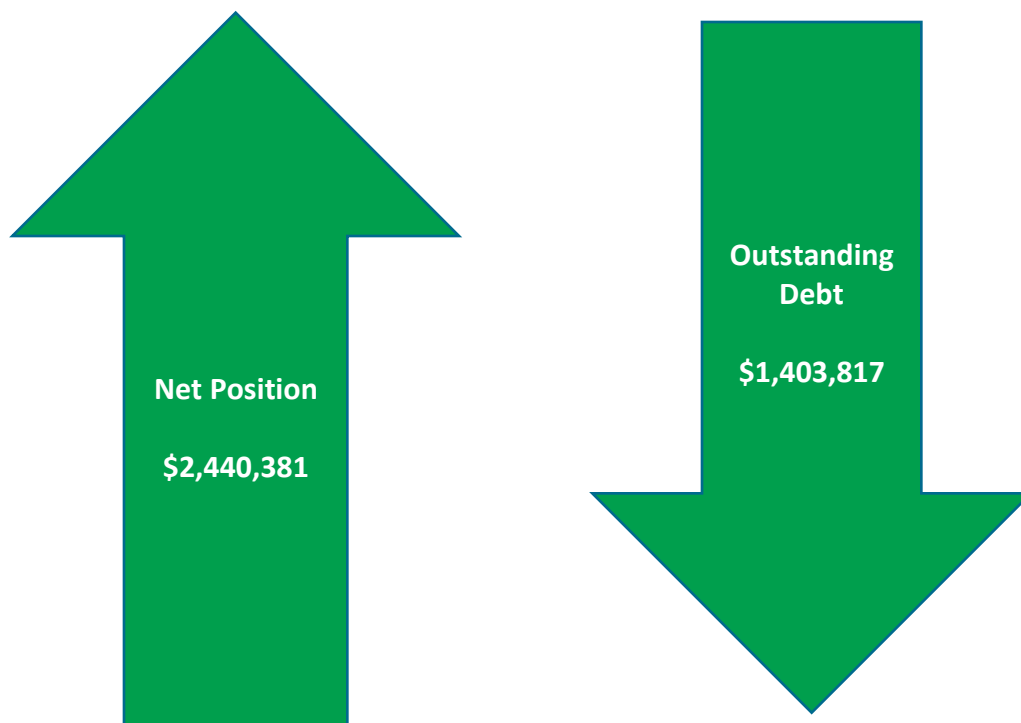 Net Position
$2,440,381
Outstanding
Debt
$1,403,817